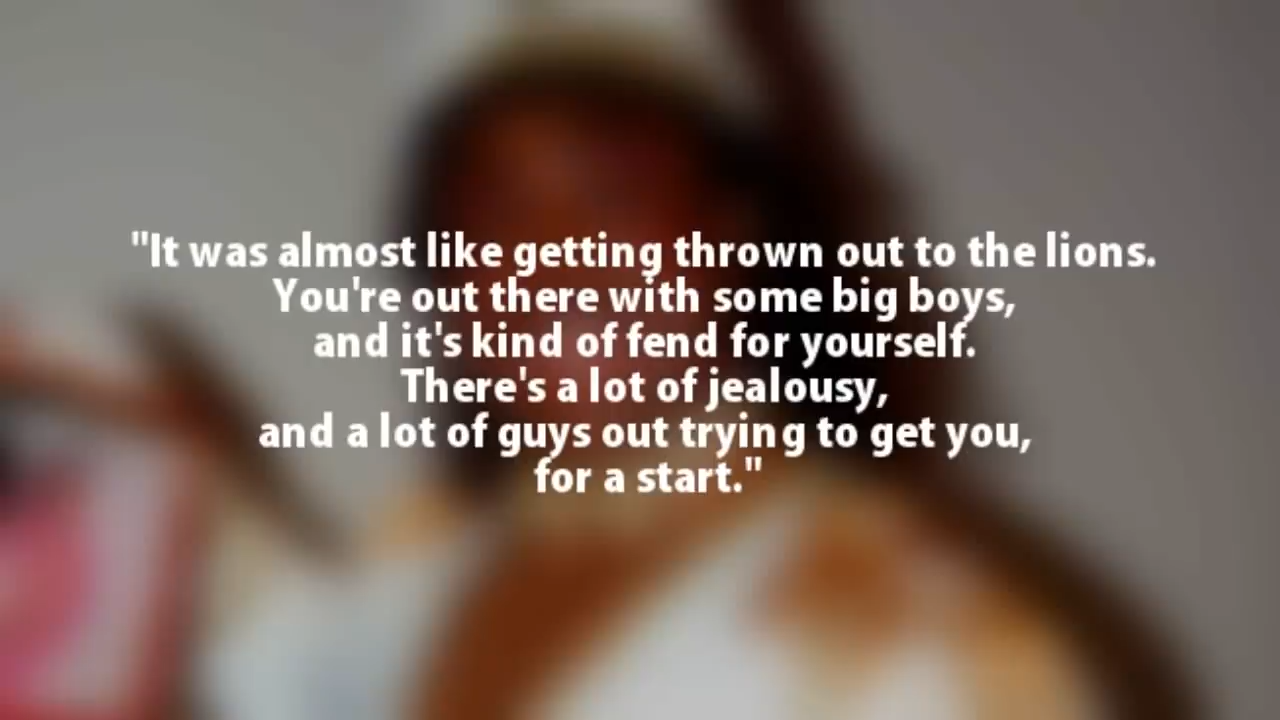 "It was almost like getting thrown out to the lions.
You're out there with some big boys,
and it's kind of fend for yourself.
There's a lot of jealousy,
and a lot of guys out trying to get you,
for a start."